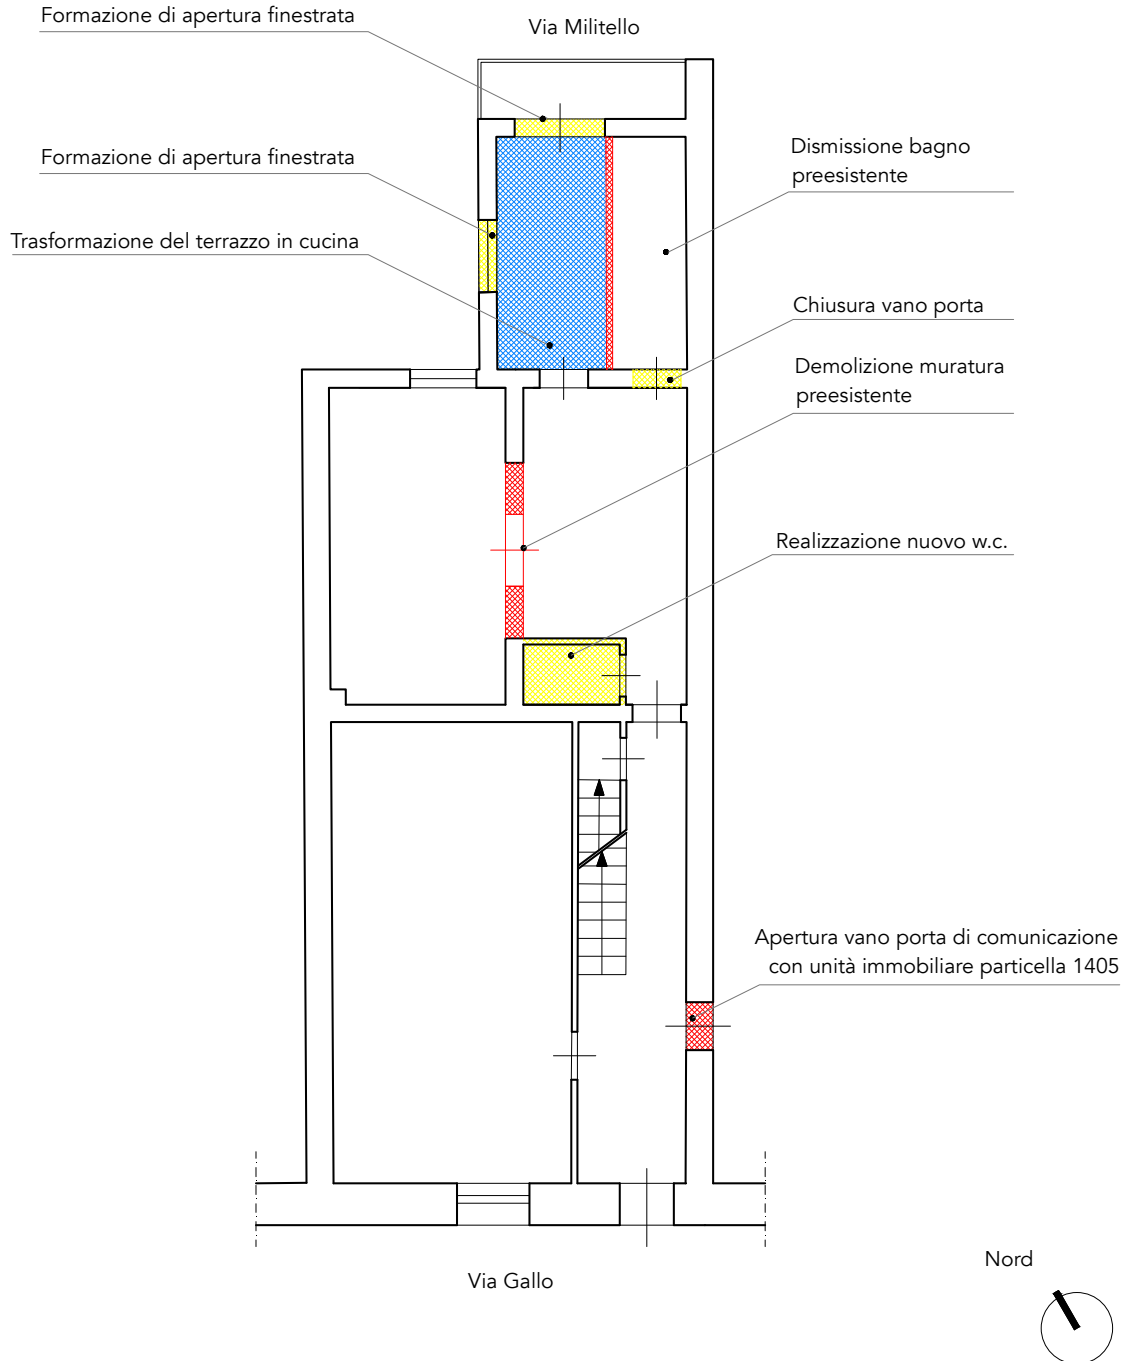 Formazione di apertura finestrata
Via Militello
Formazione di apertura finestrata
Dismissione bagno
preesistente
Trasformazione del terrazzo in cucina
Chiusura vano porta
Demolizione muratura
preesistente
Realizzazione nuovo w.c.
Apertura vano porta di comunicazione
con unità immobiliare particella 1405
Via Gallo
Nord